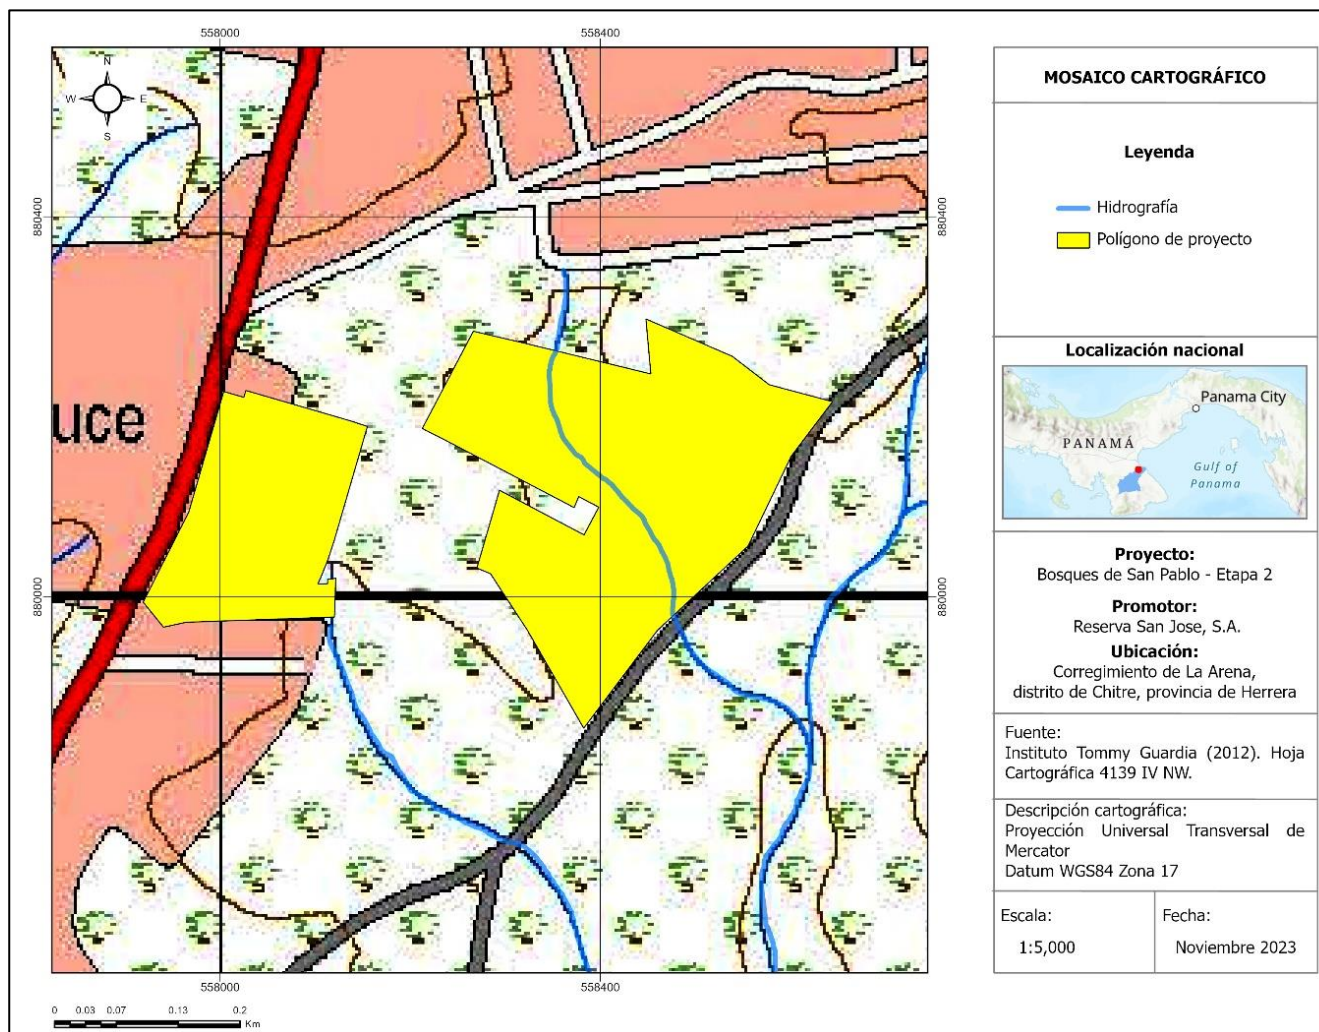 558000
558400
N
W
E
S
880400
880400
uce
880000
880000
558000
558400
0 0.03 0.07 0.13 0.2
Km
MOSAICO CARTOGRÁFICO
Leyenda
Hidrografía
Polígono de proyecto
Localización nacional
Panama City
PANAMÁ
Gulf of
Panama
Proyecto:
Bosques de San Pablo - Etapa 2
Promotor:
Reserva San Jose, S.A.
Ubicación:
Corregimiento de La Arena,
distrito de Chitre, provincia de Herrera
Fuente:
Instituto Tommy Guardia (2012). Hoja
Cartográfica 4139 IV NW.
Descripción cartográfica:
Proyección Universal Transversal de
Mercator
Datum WGS84 Zona 17
Escala:
1:5,000
Fecha:
Noviembre 2023